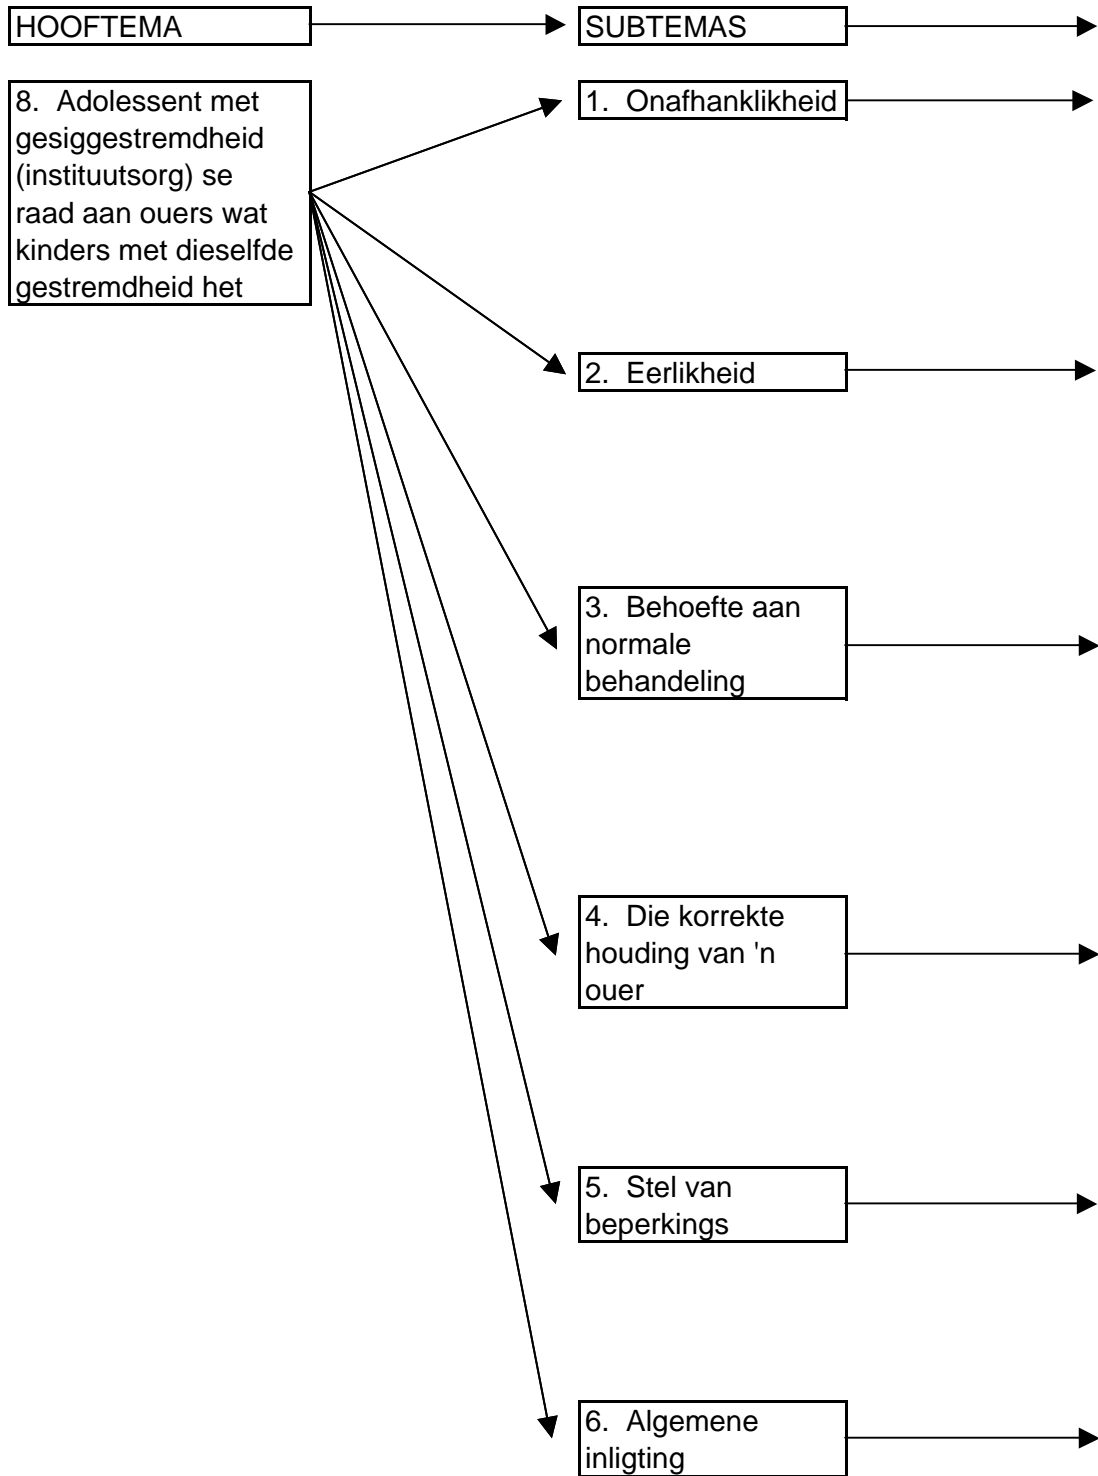 HOOFTEMA
SUBTEMAS
8. Adolessent met
gesiggestremdheid
(instituutsorg) se
raad aan ouers wat
kinders met dieselfde
gestremdheid het
1. Onafhanklikheid
2. Eerlikheid
3. Behoefte aan
normale
behandeling
4. Die korrekte
houding van 'n
ouer
5. Stel van
beperkings
6. Algemene
inligting